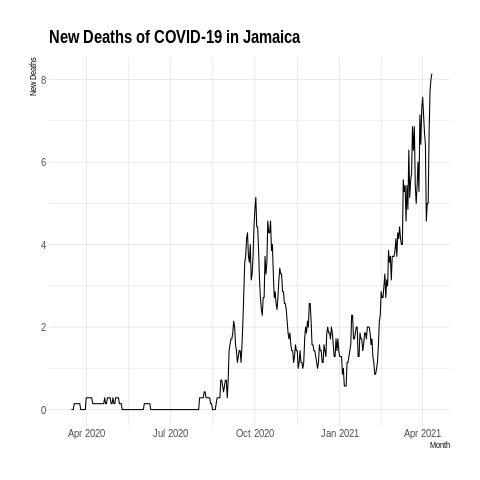 New Deaths of COVID-19 in Jamaica
New Deaths
8
6
4
2
0
Apr 2020 Jul 2020 Oct 2020 Jan 2021 Apr 2021
Month